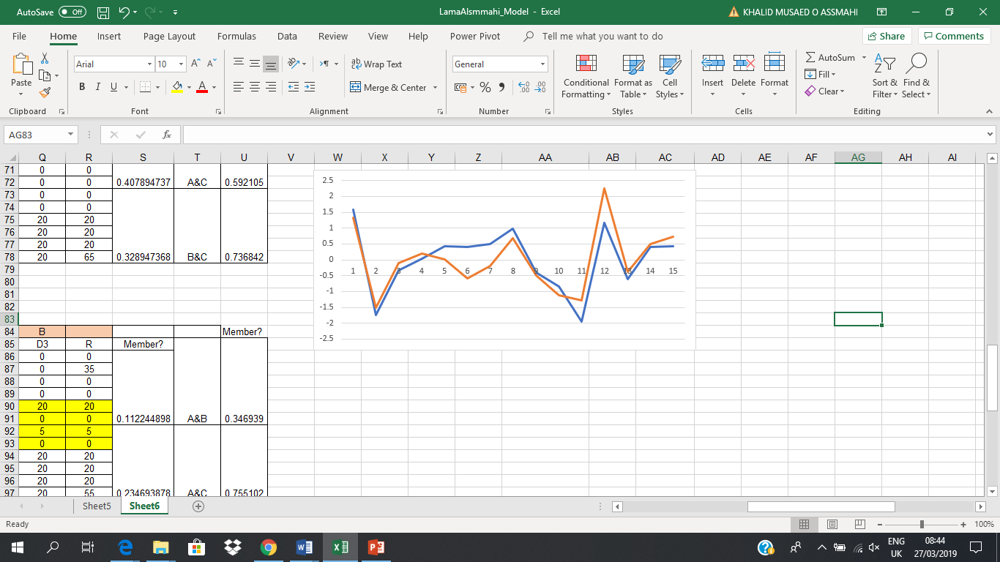 AutoSave Off LamaAlsmmahi_Model - Excel KHALID MUSAED O ASSMAHI
File Home Insert Page Layout Formulas Data Review View Help Power Pivot Tell me what you want to do Share Comments
Paste Arial 10 A A ab Wrap Text General Conditional Formatting Format as Table Cell Styles Insert Delete Format AutoSum Fill Clear Sort & Filter Find & Select
B I U A Merge & Center % 9
Clipboard Font Alignment Number Styles Cells Editing
AG83 fx
Q R S T U V W X Y Z AA AB AC AD AE AF AG AH AI
71 0 0
72 0 0 0.407894737 A&C 0.592105
73 0 0
74 0 0
75 20 20
76 20 20
77 20 20
78 20 65 0.328947368 B&C 0.736842
79
80
81
82
83
84 B Member?
85 D3 R Member?
86 0 0
87 0 35
88 0 0
89 0 0
90 20 20
91 0 0 0.112244898 A&B 0.346939
92 5 5
93 0 0
94 20 20
95 20 20
96 20 20
97 20 55 0.234693878 A&C 0.755102
2.5
2
1.5
1
0.5
0
-0.5
-1
-1.5
-2
-2.5
1 2 3 4 5 6 7 8 9 10 11 12 13 14 15
Sheet5 Sheet6
Ready 100%
ENG 08:44
UK 27/03/2019